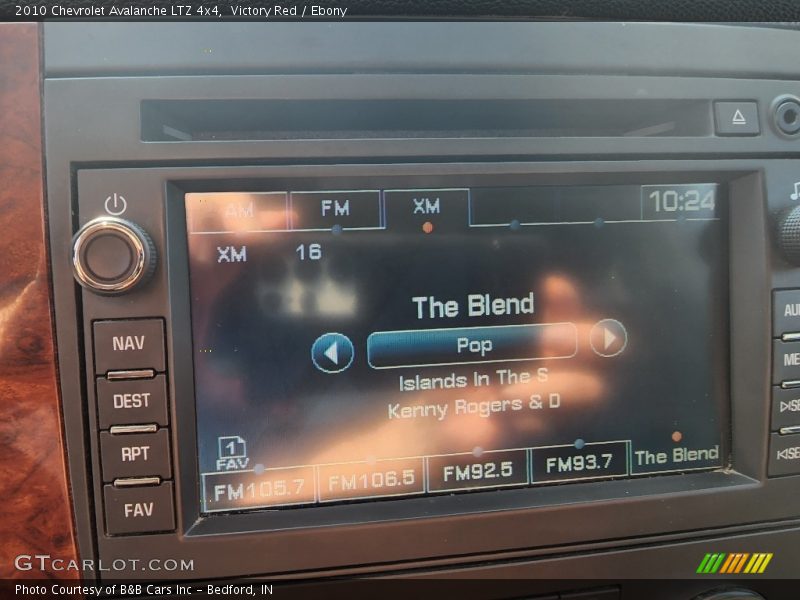 2010 Chevrolet Avalanche LTZ 4x4, Victory Red / Ebony
AM FM XM 10:24
XM 16
The Blend
Pop
Islands In The S
Kenny Rogers & D
NAV
DEST
RPT
FAV
1
FAV
FM105.7 FM106.5 FM92.5 FM93.7 The Blend
GTCARLOT.COM
Photo Courtesy of B&B Cars Inc - Bedford, IN